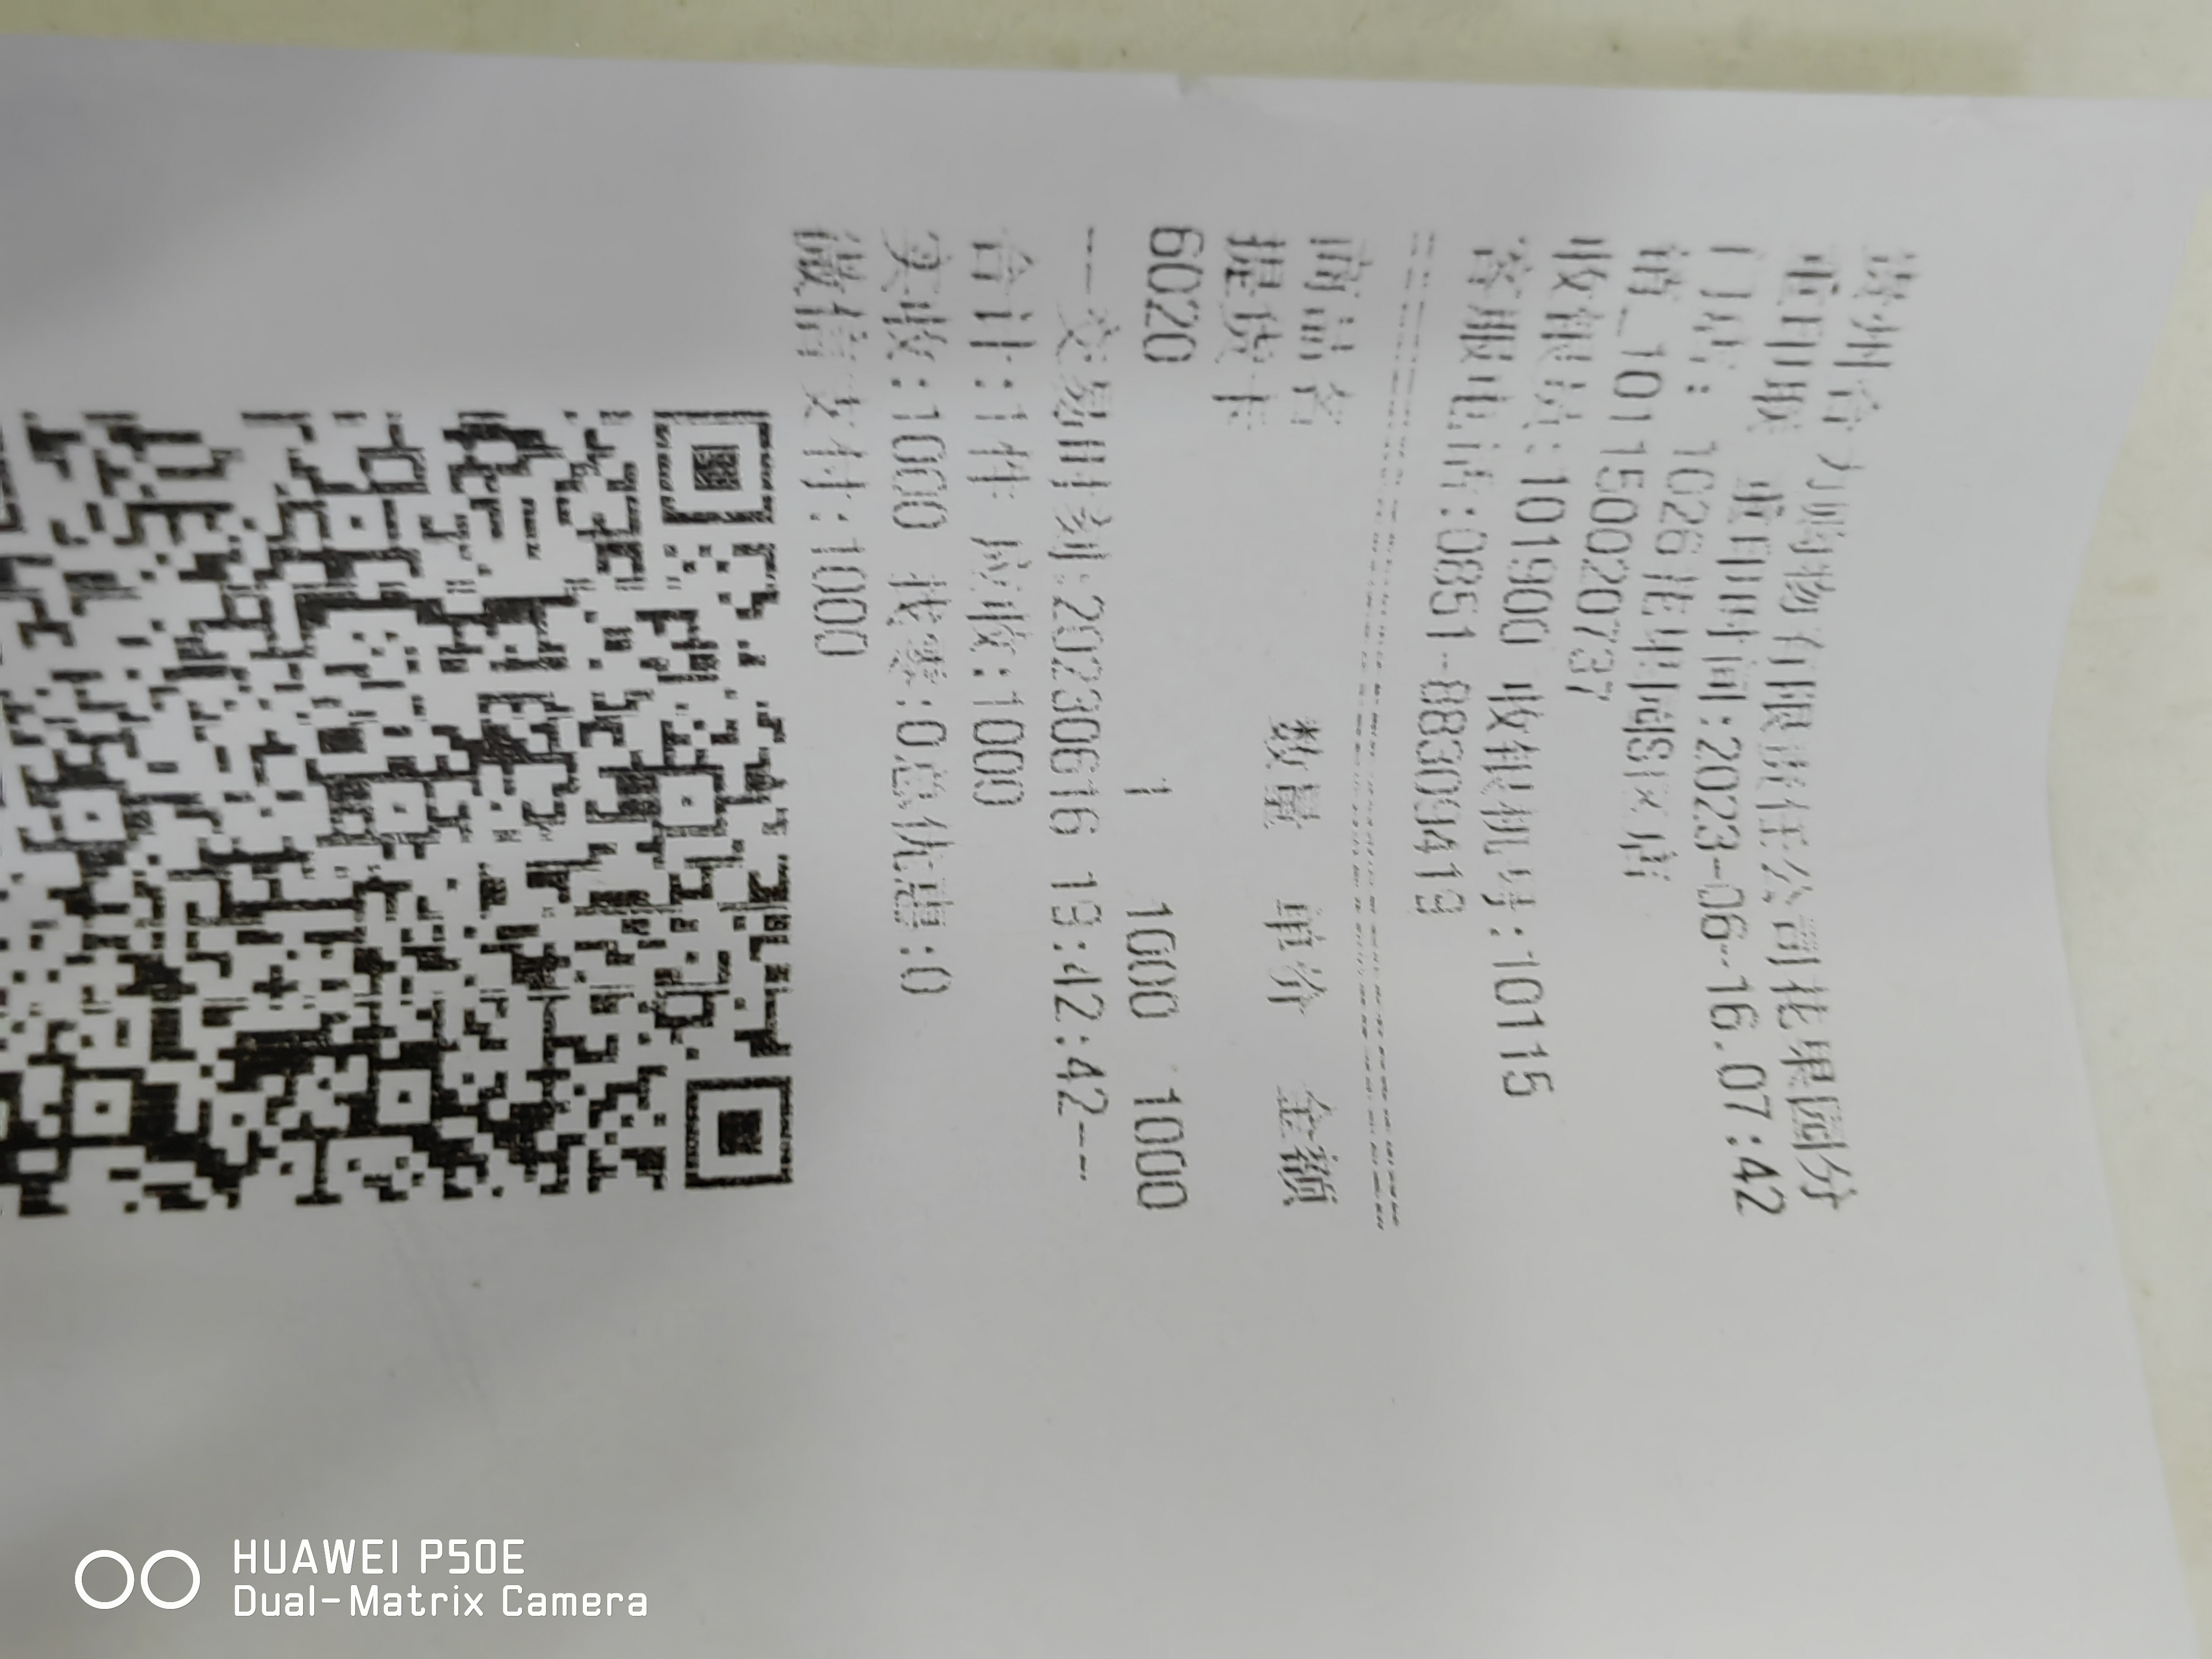 贵州合力购物有限责任公司花果园分
重印联 重印时间:2023-06-16.07:42
门店: 1026花果园S1区店
销_101150020737
收银员:101900 收银机号:10115
客服电话:0851-88309419
商品名 数量 单价 金额
提货卡
6020 1 1000 1000
--交易时刻:20230616 19:42:42--
合计:1件 应收:1000
实收:1000 找零:0总优惠:0
微信支付:1000
HUAWEI P50E
Dual-Matrix Camera